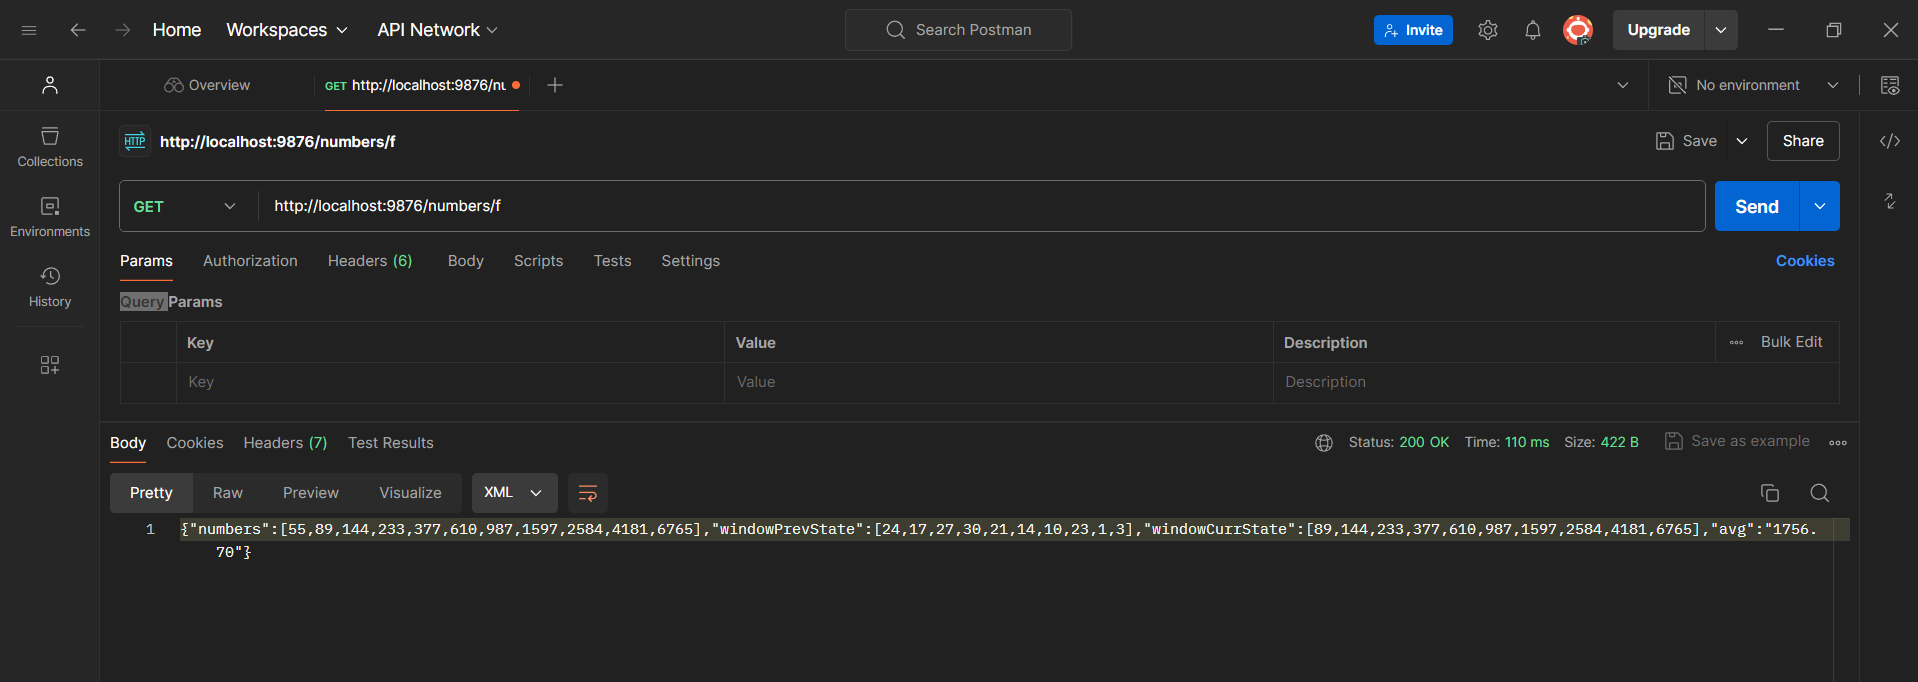 Home Workspaces API Network Search Postman Invite Upgrade
Overview GET http://localhost:9876/nu No environment
HTTP http://localhost:9876/numbers/f Save Share
Collections
GET http://localhost:9876/numbers/f Send
Environments
Params Authorization Headers (6) Body Scripts Tests Settings Cookies
History
Query Params
Key Value Description Bulk Edit
Key Value Description
Body Cookies Headers (7) Test Results Status: 200 OK Time: 110 ms Size: 422 B Save as example
Pretty Raw Preview Visualize XML
1 {"numbers":[55,89,144,233,377,610,987,1597,2584,4181,6765],"windowPrevState":[24,17,27,30,21,14,10,23,1,3],"windowCurrState":[89,144,233,377,610,987,1597,2584,4181,6765],"avg":"1756.
70"}